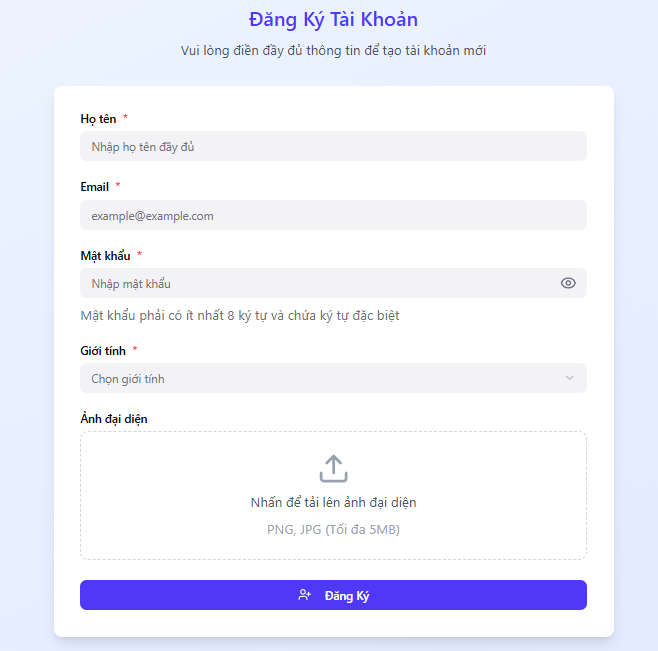 Đăng Ký Tài Khoản
Vui lòng điền đầy đủ thông tin để tạo tài khoản mới
Họ tên *
Nhập họ tên đầy đủ
Email *
example@example.com
Mật khẩu *
Nhập mật khẩu
Mật khẩu phải có ít nhất 8 ký tự và chứa ký tự đặc biệt
Giới tính *
Chọn giới tính
Ảnh đại diện
Nhấn để tải lên ảnh đại diện
PNG, JPG (Tối đa 5MB)
Đăng Ký